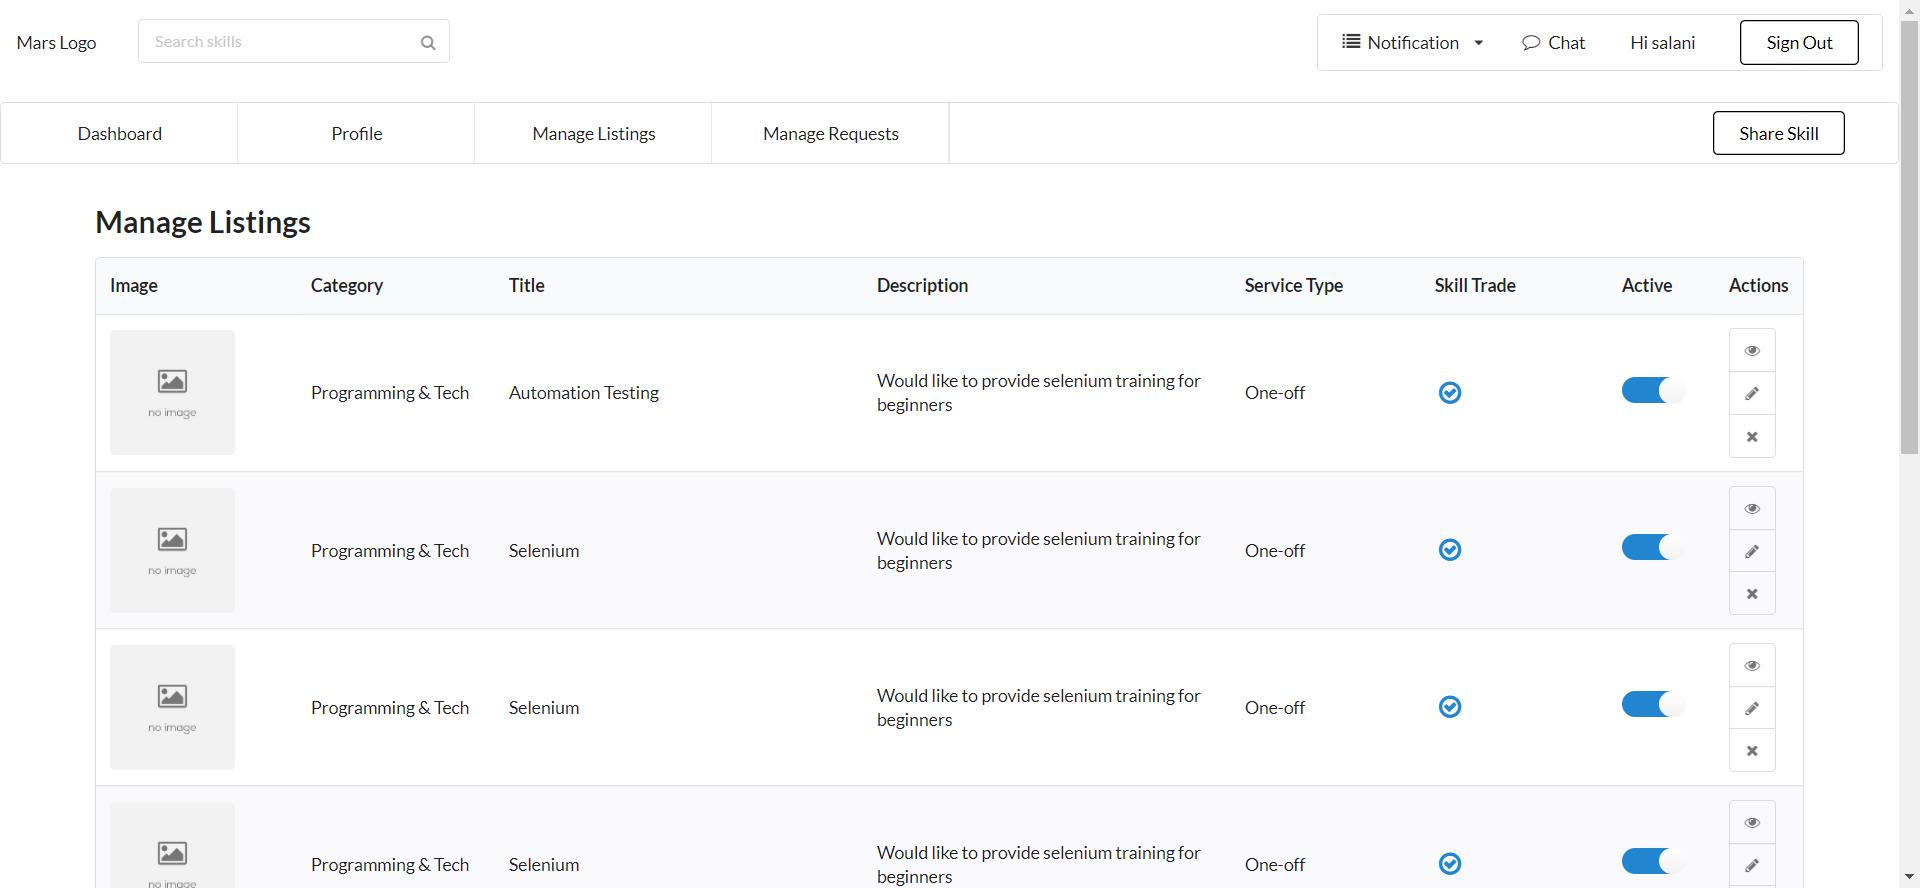 Mars Logo
Search skills
Notification
Chat
Hi salani
Sign Out
Dashboard
Profile
Manage Listings
Manage Requests
Share Skill
Manage Listings
Image Category Title Description Service Type Skill Trade Active Actions
no image
Programming & Tech
Automation Testing
Would like to provide selenium training for
beginners
One-off
no image
Programming & Tech
Selenium
Would like to provide selenium training for
beginners
One-off
no image
Programming & Tech
Selenium
Would like to provide selenium training for
beginners
One-off
no image
Programming & Tech
Selenium
Would like to provide selenium training for
beginners
One-off